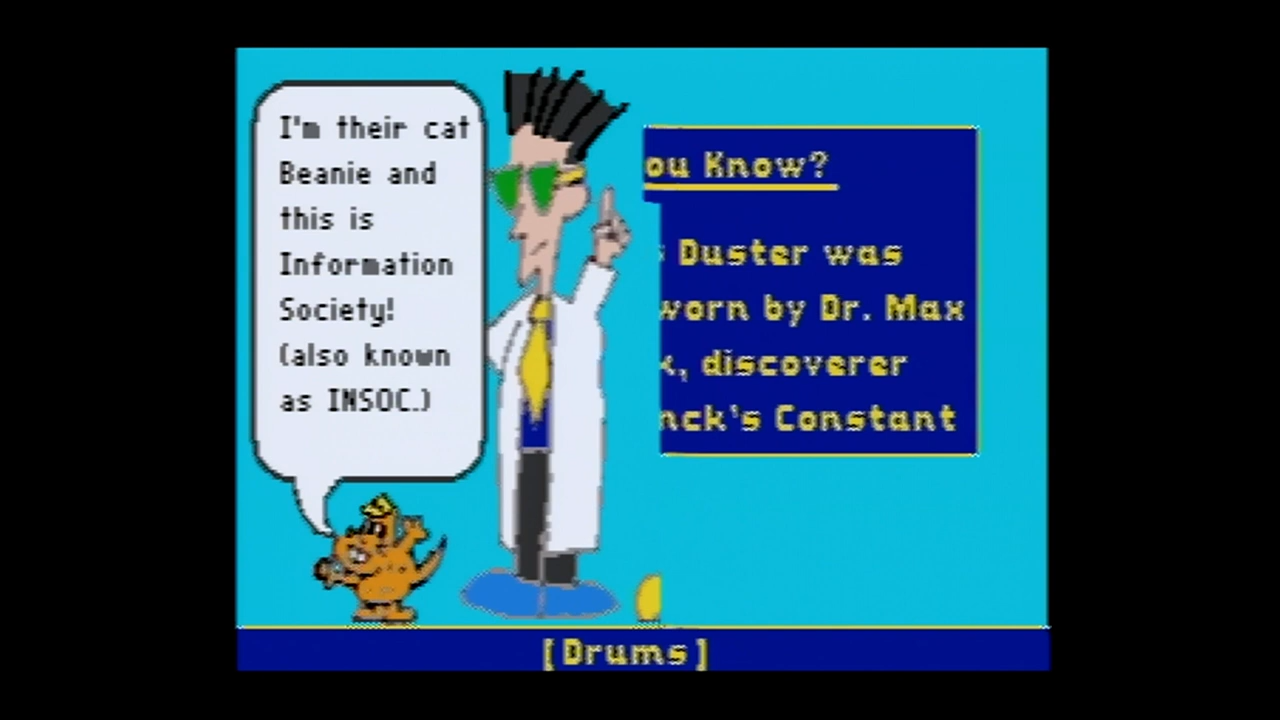 I'm their cat
Beanie and
this is
Information
Society!
(also known
as INSOC.)
ou Know?
Duster was
worn by Dr. Max
, discoverer
nck's Constant
[Drums]